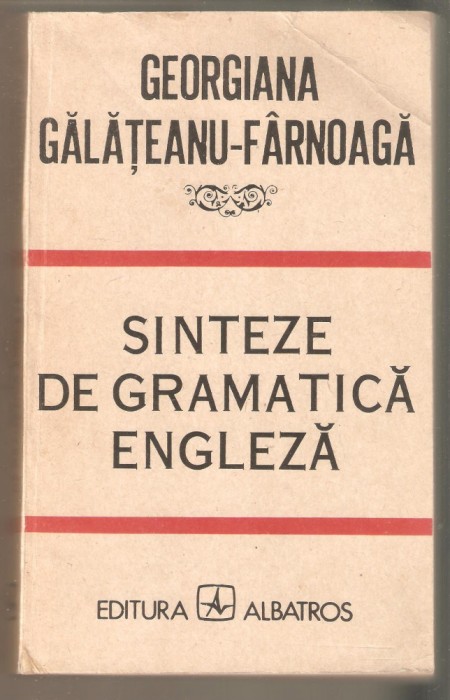 GEORGIANA
GĂLĂȚEANU-FÂRNOAGĂ
SINTEZE
DE GRAMATICĂ
ENGLEZĂ
EDITURA ALBATROS